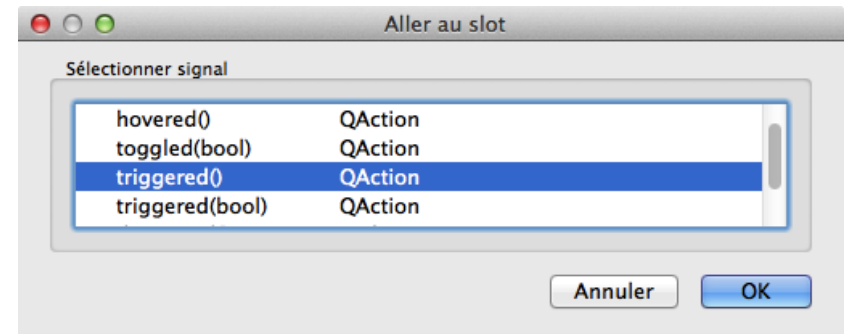 Aller au slot
Sélectionner signal
hovered() QAction
toggled(bool) QAction
triggered() QAction
triggered(bool) QAction
Annuler OK